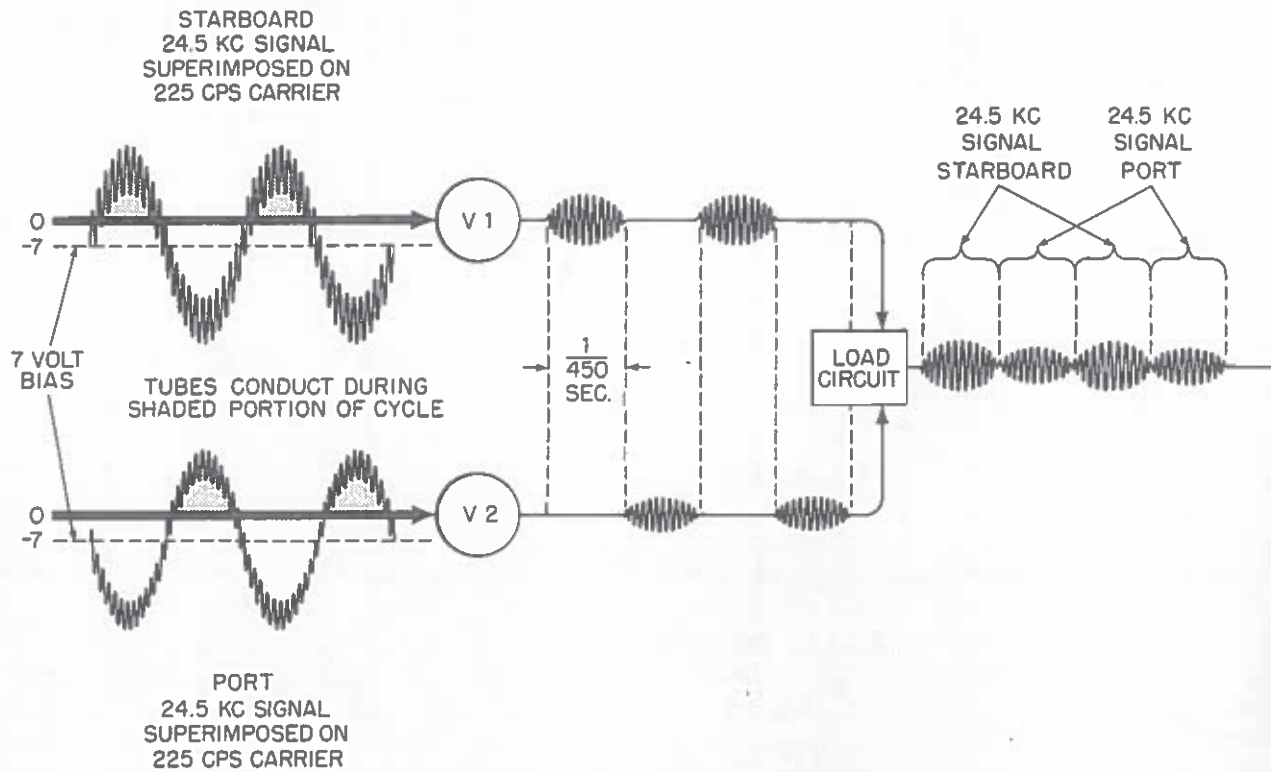 STARBOARD
24.5 KC SIGNAL
SUPERIMPOSED ON
225 CPS CARRIER
24.5 KC
SIGNAL
STARBOARD
24.5 KC
SIGNAL
PORT
0
-7
V 1
7 VOLT
BIAS
TUBES CONDUCT DURING
SHADED PORTION OF CYCLE
1
450
SEC.
LOAD
CIRCUIT
0
-7
V 2
PORT
24.5 KC SIGNAL
SUPERIMPOSED ON
225 CPS CARRIER